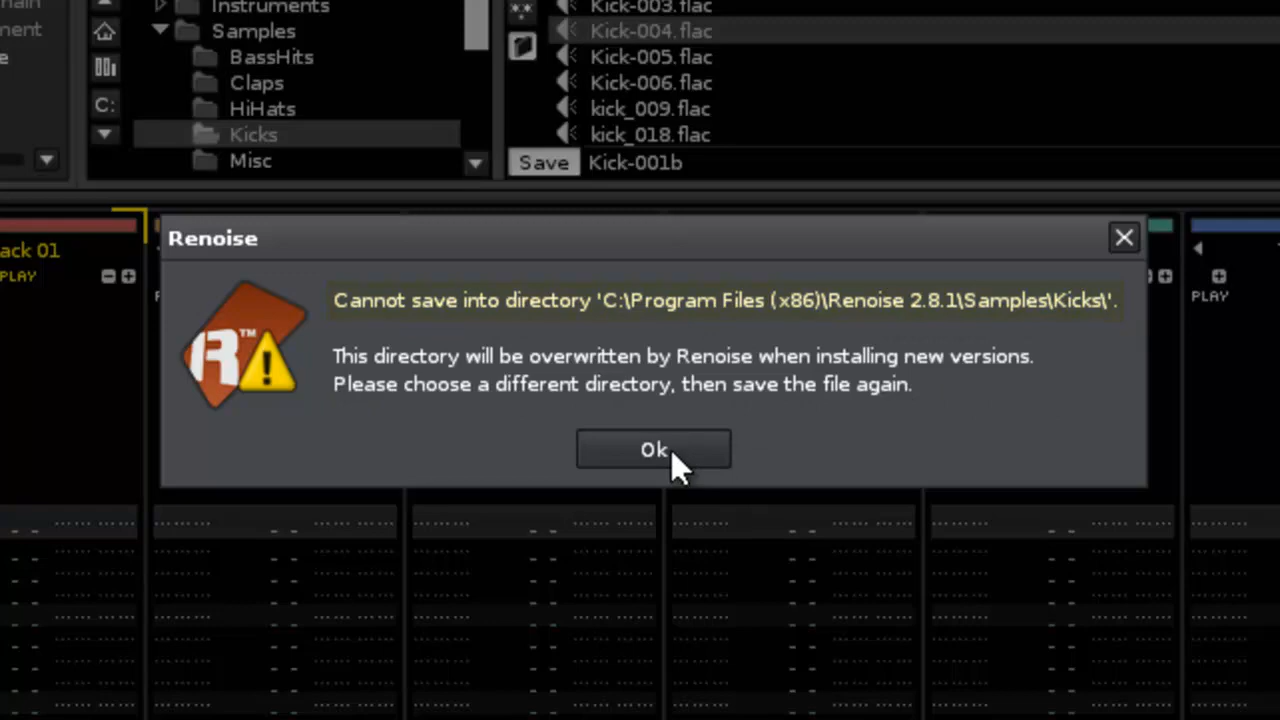 Instruments
Samples
BassHits
Claps
HiHats
Kicks
Misc
C:
Kick-003.flac
Kick-004.flac
Kick-005.flac
Kick-006.flac
kick_009.flac
kick_018.flac
Save Kick-001b
ack 01
PLAY
Renoise
R™
Cannot save into directory 'C:\Program Files (x86)\Renoise 2.8.1\Samples\Kicks\'.
This directory will be overwritten by Renoise when installing new versions.
Please choose a different directory, then save the file again.
Ok
PLAY